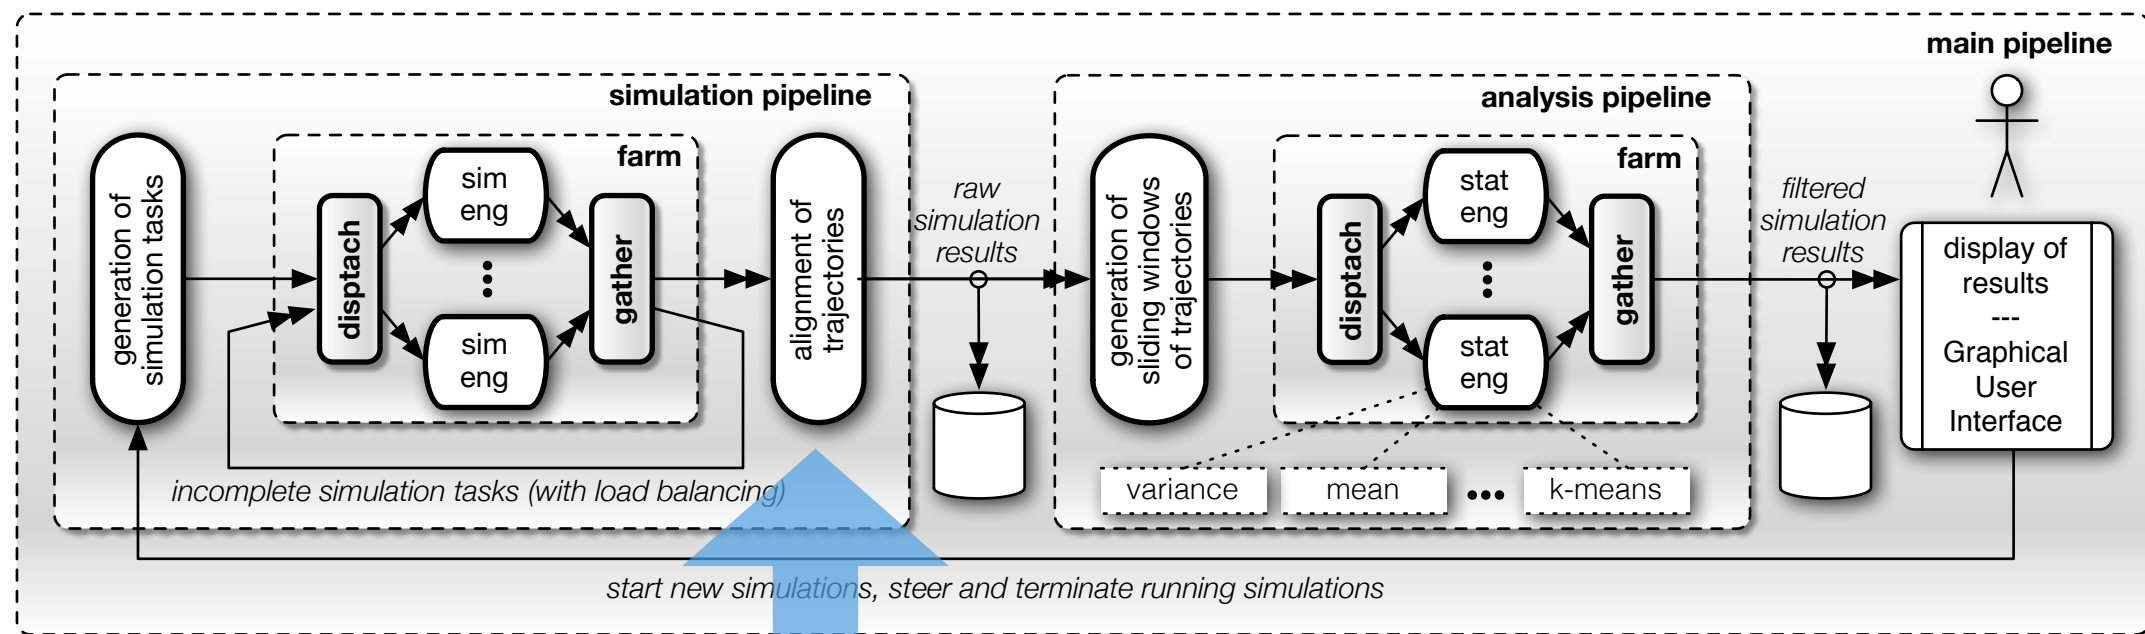 main pipeline
simulation pipeline
generation of
simulation tasks
farm
disptach
sim
eng
sim
eng
gather
alignment of
trajectories
incomplete simulation tasks (with load balancing)
raw
simulation
results
analysis pipeline
generation of
sliding windows
of trajectories
farm
disptach
stat
eng
stat
eng
gather
variance
mean
k-means
filtered
simulation
results
display of
results
---
Graphical
User
Interface
start new simulations, steer and terminate running simulations